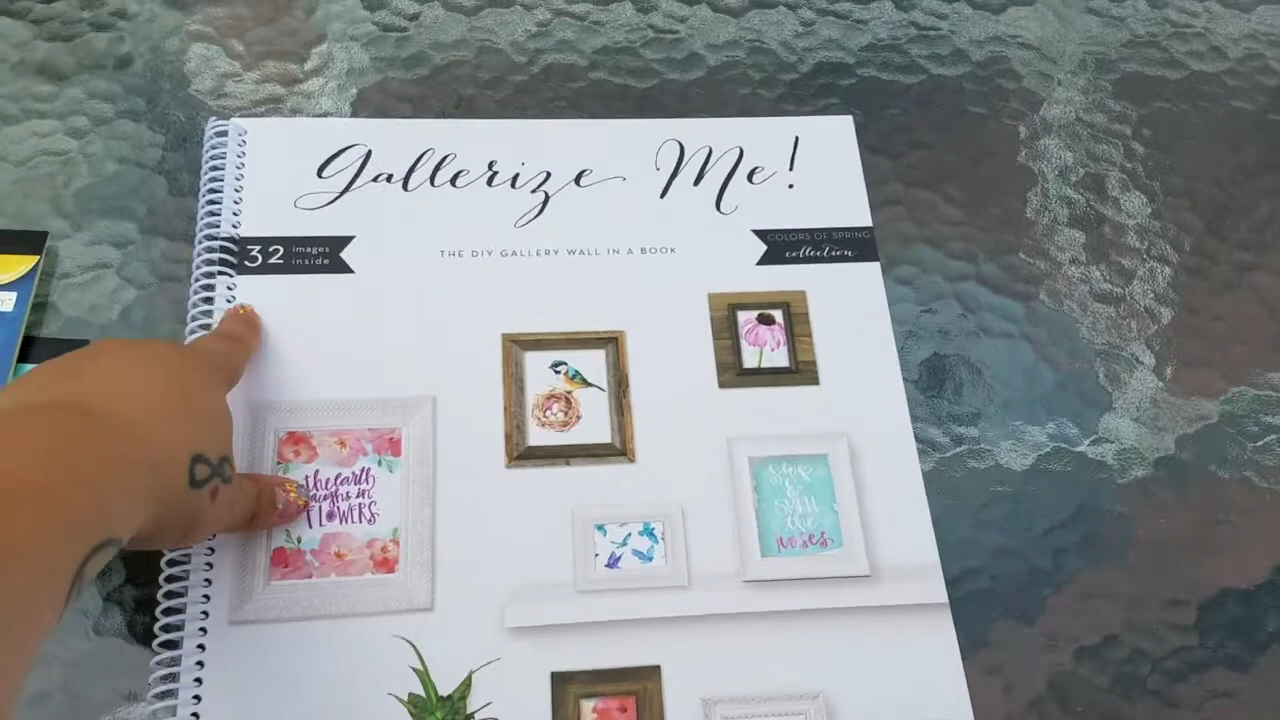 Gallerize Me!
32 images inside
THE DIY GALLERY WALL IN A BOOK
COLORS OF SPRING
collection
the earth
laughs in
FLOWERS
stop
&
SMELL
the
roses